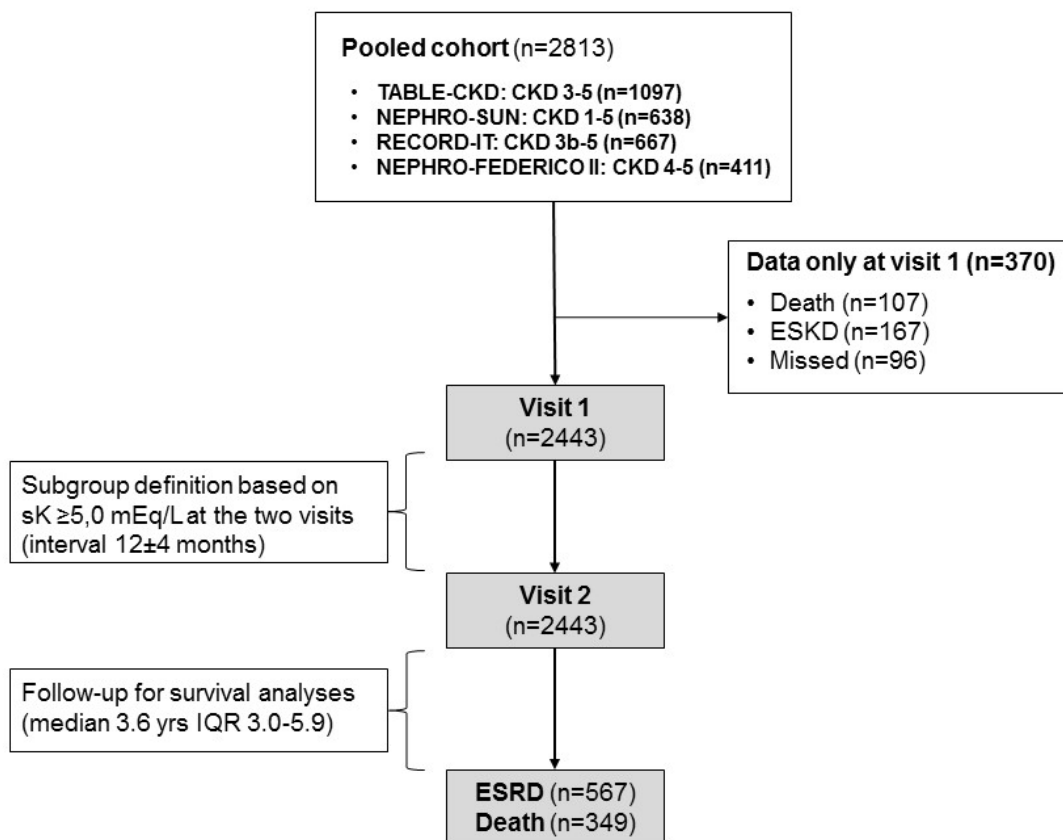 Pooled cohort (n=2813)
• TABLE-CKD: CKD 3-5 (n=1097)
• NEPHRO-SUN: CKD 1-5 (n=638)
• RECORD-IT: CKD 3b-5 (n=667)
• NEPHRO-FEDERICO II: CKD 4-5 (n=411)
Data only at visit 1 (n=370)
• Death (n=107)
• ESKD (n=167)
• Missed (n=96)
Visit 1
(n=2443)
Subgroup definition based on
sK ≥5,0 mEq/L at the two visits
(interval 12±4 months)
Visit 2
(n=2443)
Follow-up for survival analyses
(median 3.6 yrs IQR 3.0-5.9)
ESRD (n=567)
Death (n=349)